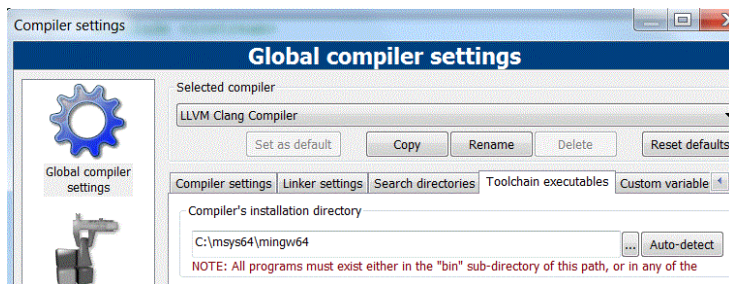 Compiler settings
Global compiler settings
Global compiler
settings
Selected compiler
LLVM Clang Compiler
Set as default Copy Rename Delete Reset defaults
Compiler settings Linker settings Search directories Toolchain executables Custom variable
Compiler's installation directory
C:\msys64\mingw64
... Auto-detect
NOTE: All programs must exist either in the "bin" sub-directory of this path, or in any of the